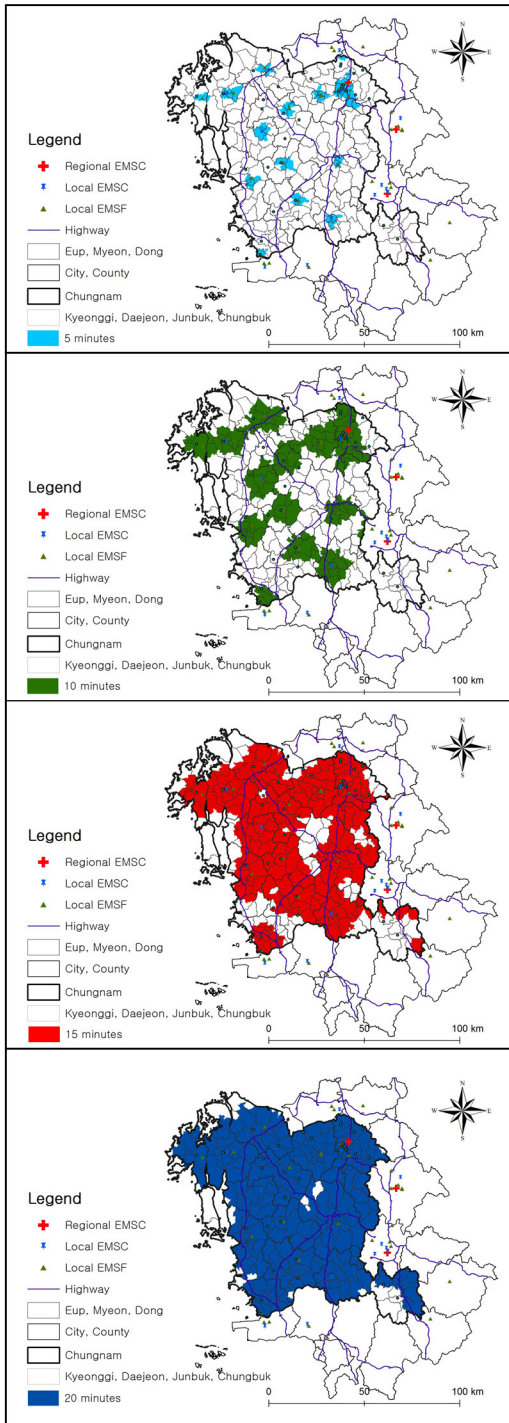 N
W
E
S
Legend
Regional EMSC
Local EMSC
Local EMSF
Highway
Eup, Myeon, Dong
City, County
Chungnam
Kyeonggi, Daejeon, Junbuk, Chungbuk
5 minutes
0
50
100 km
N
W
E
S
Legend
Regional EMSC
Local EMSC
Local EMSF
Highway
Eup, Myeon, Dong
City, County
Chungnam
Kyeonggi, Daejeon, Junbuk, Chungbuk
10 minutes
0
50
100 km
N
W
E
S
Legend
Regional EMSC
Local EMSC
Local EMSF
Highway
Eup, Myeon, Dong
City, County
Chungnam
Kyeonggi, Daejeon, Junbuk, Chungbuk
15 minutes
0
50
100 km
N
W
E
S
Legend
Regional EMSC
Local EMSC
Local EMSF
Highway
Eup, Myeon, Dong
City, County
Chungnam
Kyeonggi, Daejeon, Junbuk, Chungbuk
20 minutes
0
50
100 km